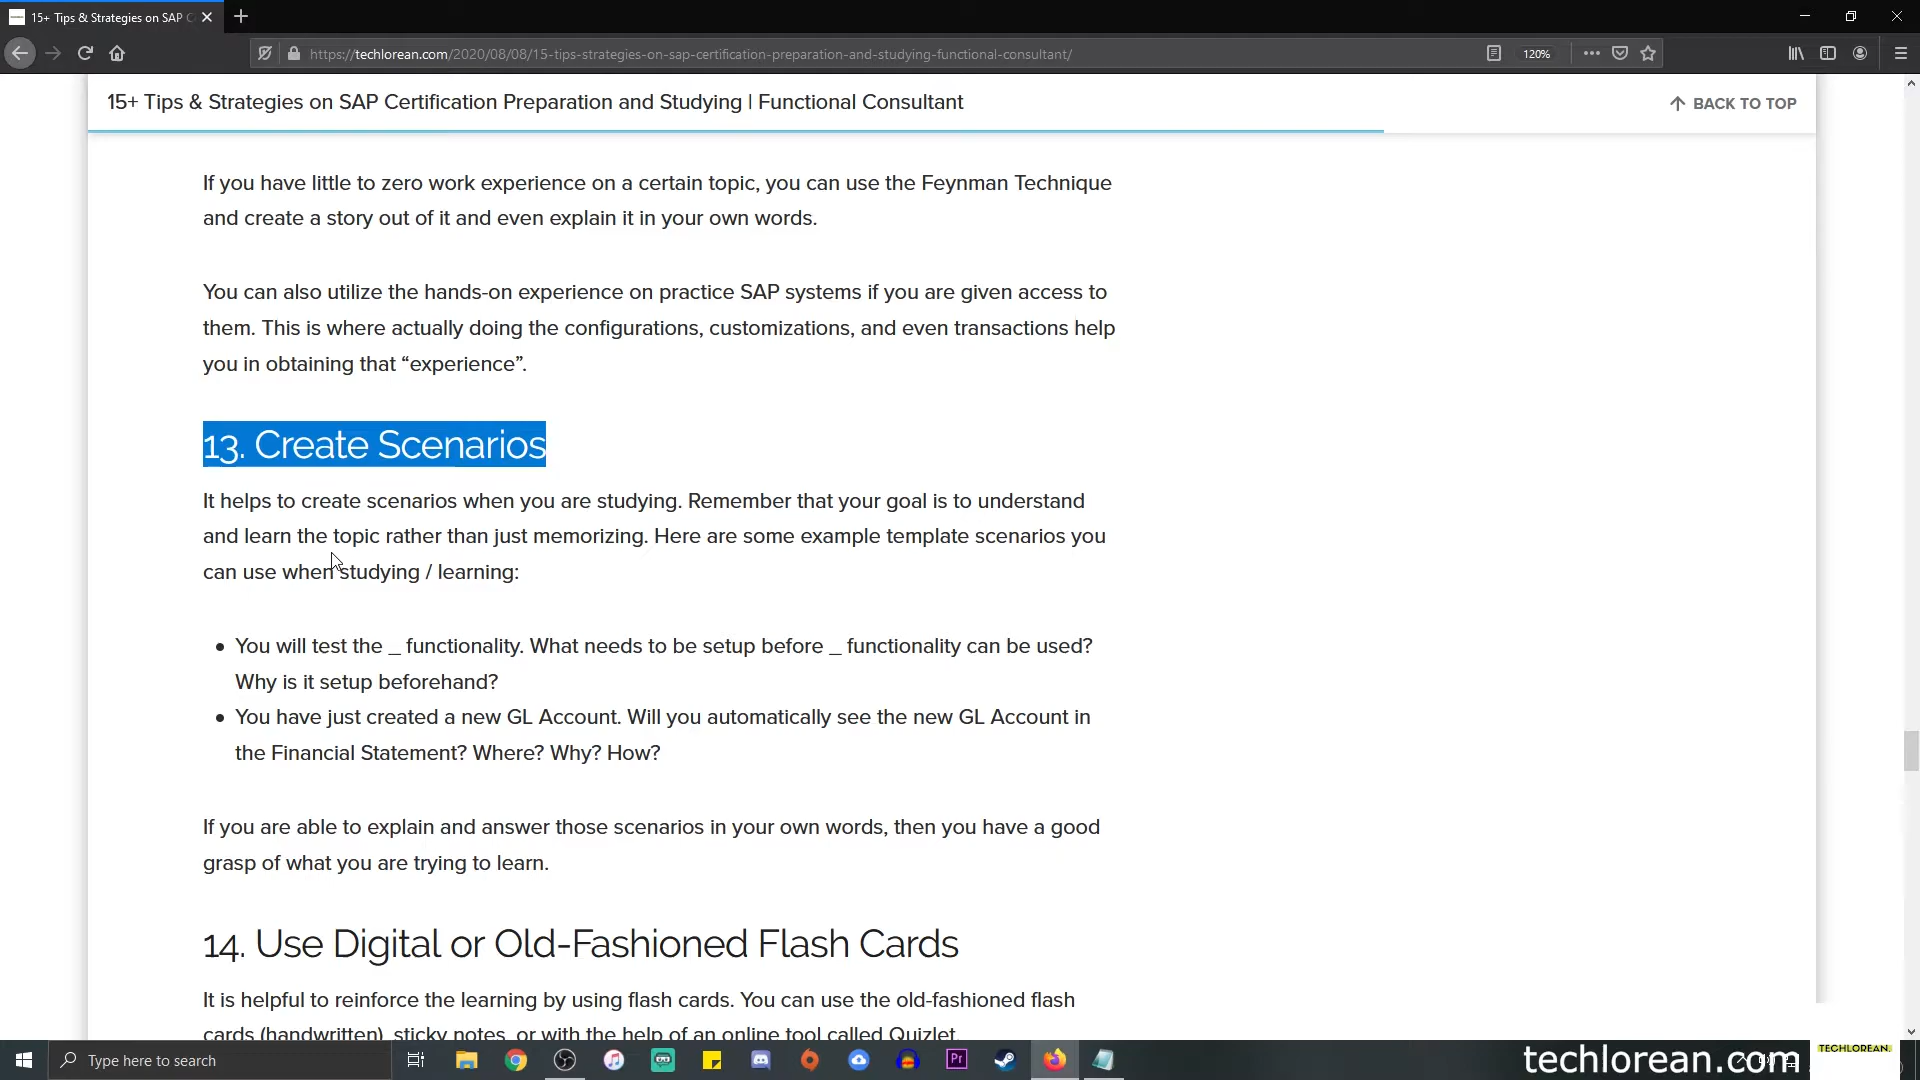 15+ Tips & Strategies on SAP C
https://techlorean.com/2020/08/08/15-tips-strategies-on-sap-certification-preparation-and-studying-functional-consultant/
120%
15+ Tips & Strategies on SAP Certification Preparation and Studying | Functional Consultant
BACK TO TOP
If you have little to zero work experience on a certain topic, you can use the Feynman Technique
and create a story out of it and even explain it in your own words.
You can also utilize the hands-on experience on practice SAP systems if you are given access to
them. This is where actually doing the configurations, customizations, and even transactions help
you in obtaining that “experience”.
13. Create Scenarios
It helps to create scenarios when you are studying. Remember that your goal is to understand
and learn the topic rather than just memorizing. Here are some example template scenarios you
can use when studying / learning:
• You will test the _ functionality. What needs to be setup before _ functionality can be used?
Why is it setup beforehand?
• You have just created a new GL Account. Will you automatically see the new GL Account in
the Financial Statement? Where? Why? How?
If you are able to explain and answer those scenarios in your own words, then you have a good
grasp of what you are trying to learn.
14. Use Digital or Old-Fashioned Flash Cards
It is helpful to reinforce the learning by using flash cards. You can use the old-fashioned flash
cards (handwritten), sticky notes, or with the help of an online tool called Quizlet.
Type here to search
Pr
techlorean.com
TECHLOREAN.